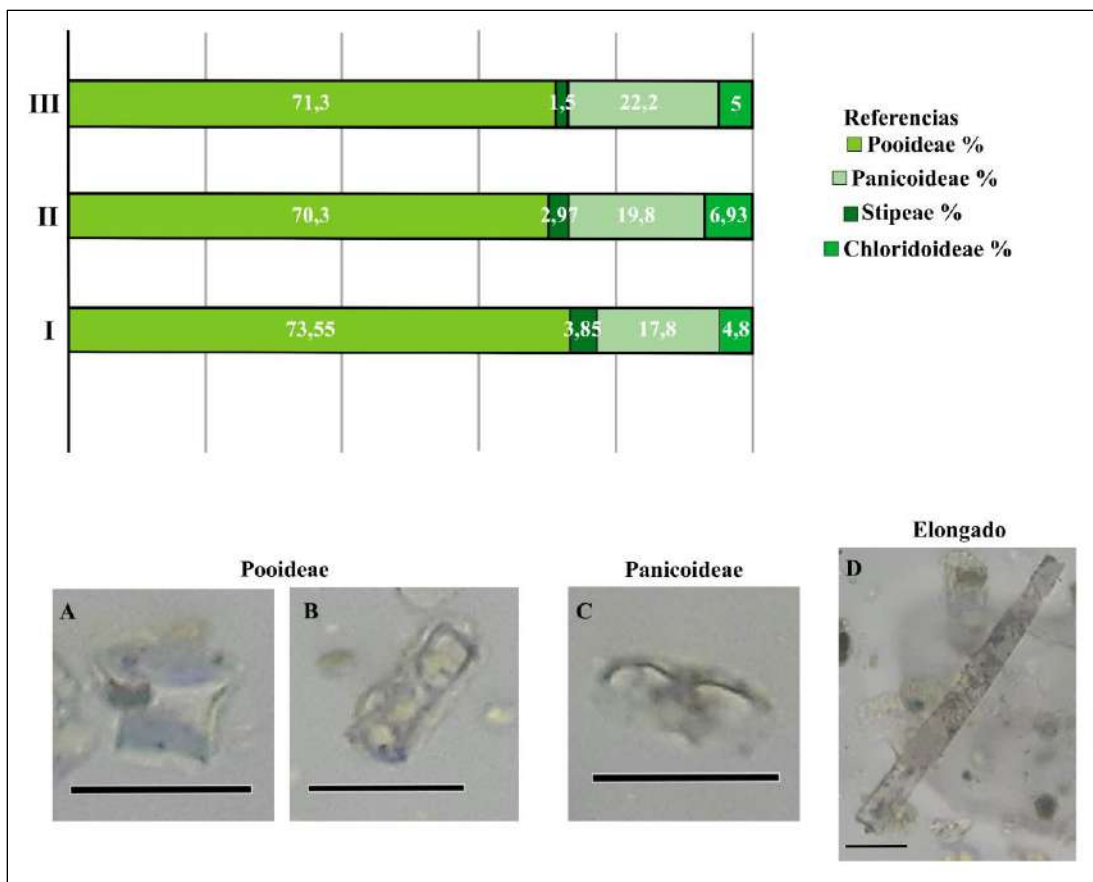 III 71,3 1,5 22,2 5
II 70,3 2,97 19,8 6,93
I 73,55 3,85 17,8 4,8
Referencias
Pooideae %
Panicoideae %
Stipeae %
Chloridoideae %
Pooideae
Panicoideae
Elongado
A
B
C
D